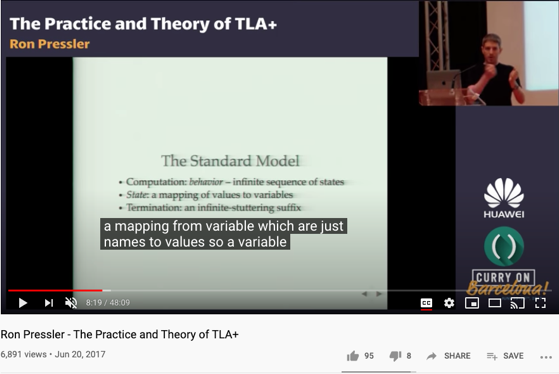 The Practice and Theory of TLA+
Ron Pressler
The Standard Model
• Computation: behavior – infinite sequence of states
• State: a mapping of values to variables
• Termination: an infinite-stuttering suffix
a mapping from variable which are just
names to values so a variable
HUAWEI
CURRY ON
Barcelona!
8:19 / 48:09
CC
Ron Pressler - The Practice and Theory of TLA+
6,891 views • Jun 20, 2017
95
8
SHARE
SAVE